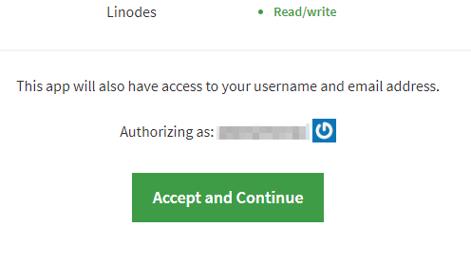 Linodes
• Read/write
This app will also have access to your username and email address.
Authorizing as:
Accept and Continue